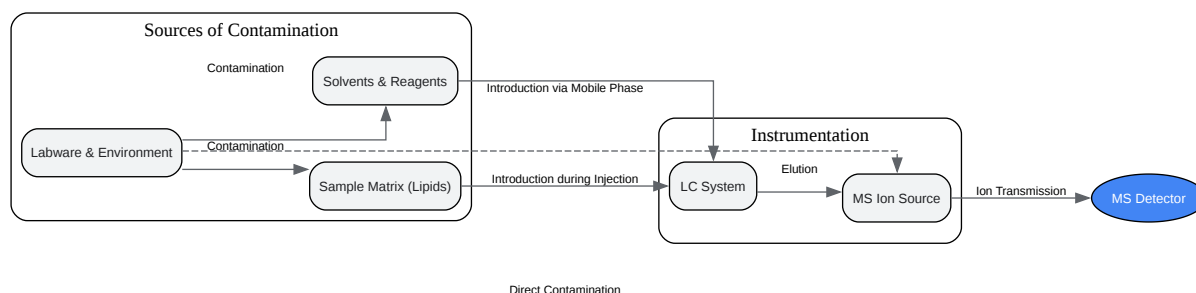 Sources of Contamination
Contamination
Solvents & Reagents
Introduction via Mobile Phase
Labware & Environment
Contamination
Sample Matrix (Lipids)
Introduction during Injection
Instrumentation
LC System
Elution
MS Ion Source
Ion Transmission
MS Detector
Direct Contamination